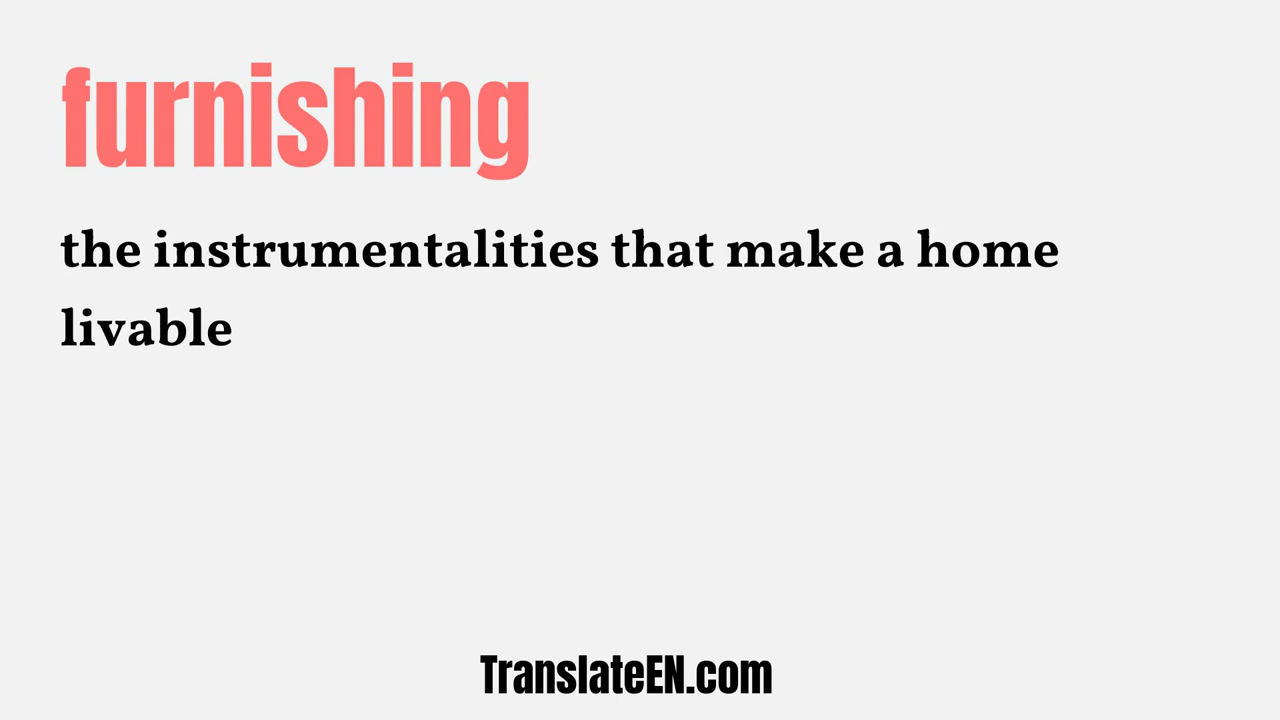 furnishing
the instrumentalities that make a home
livable
TranslateEN.com